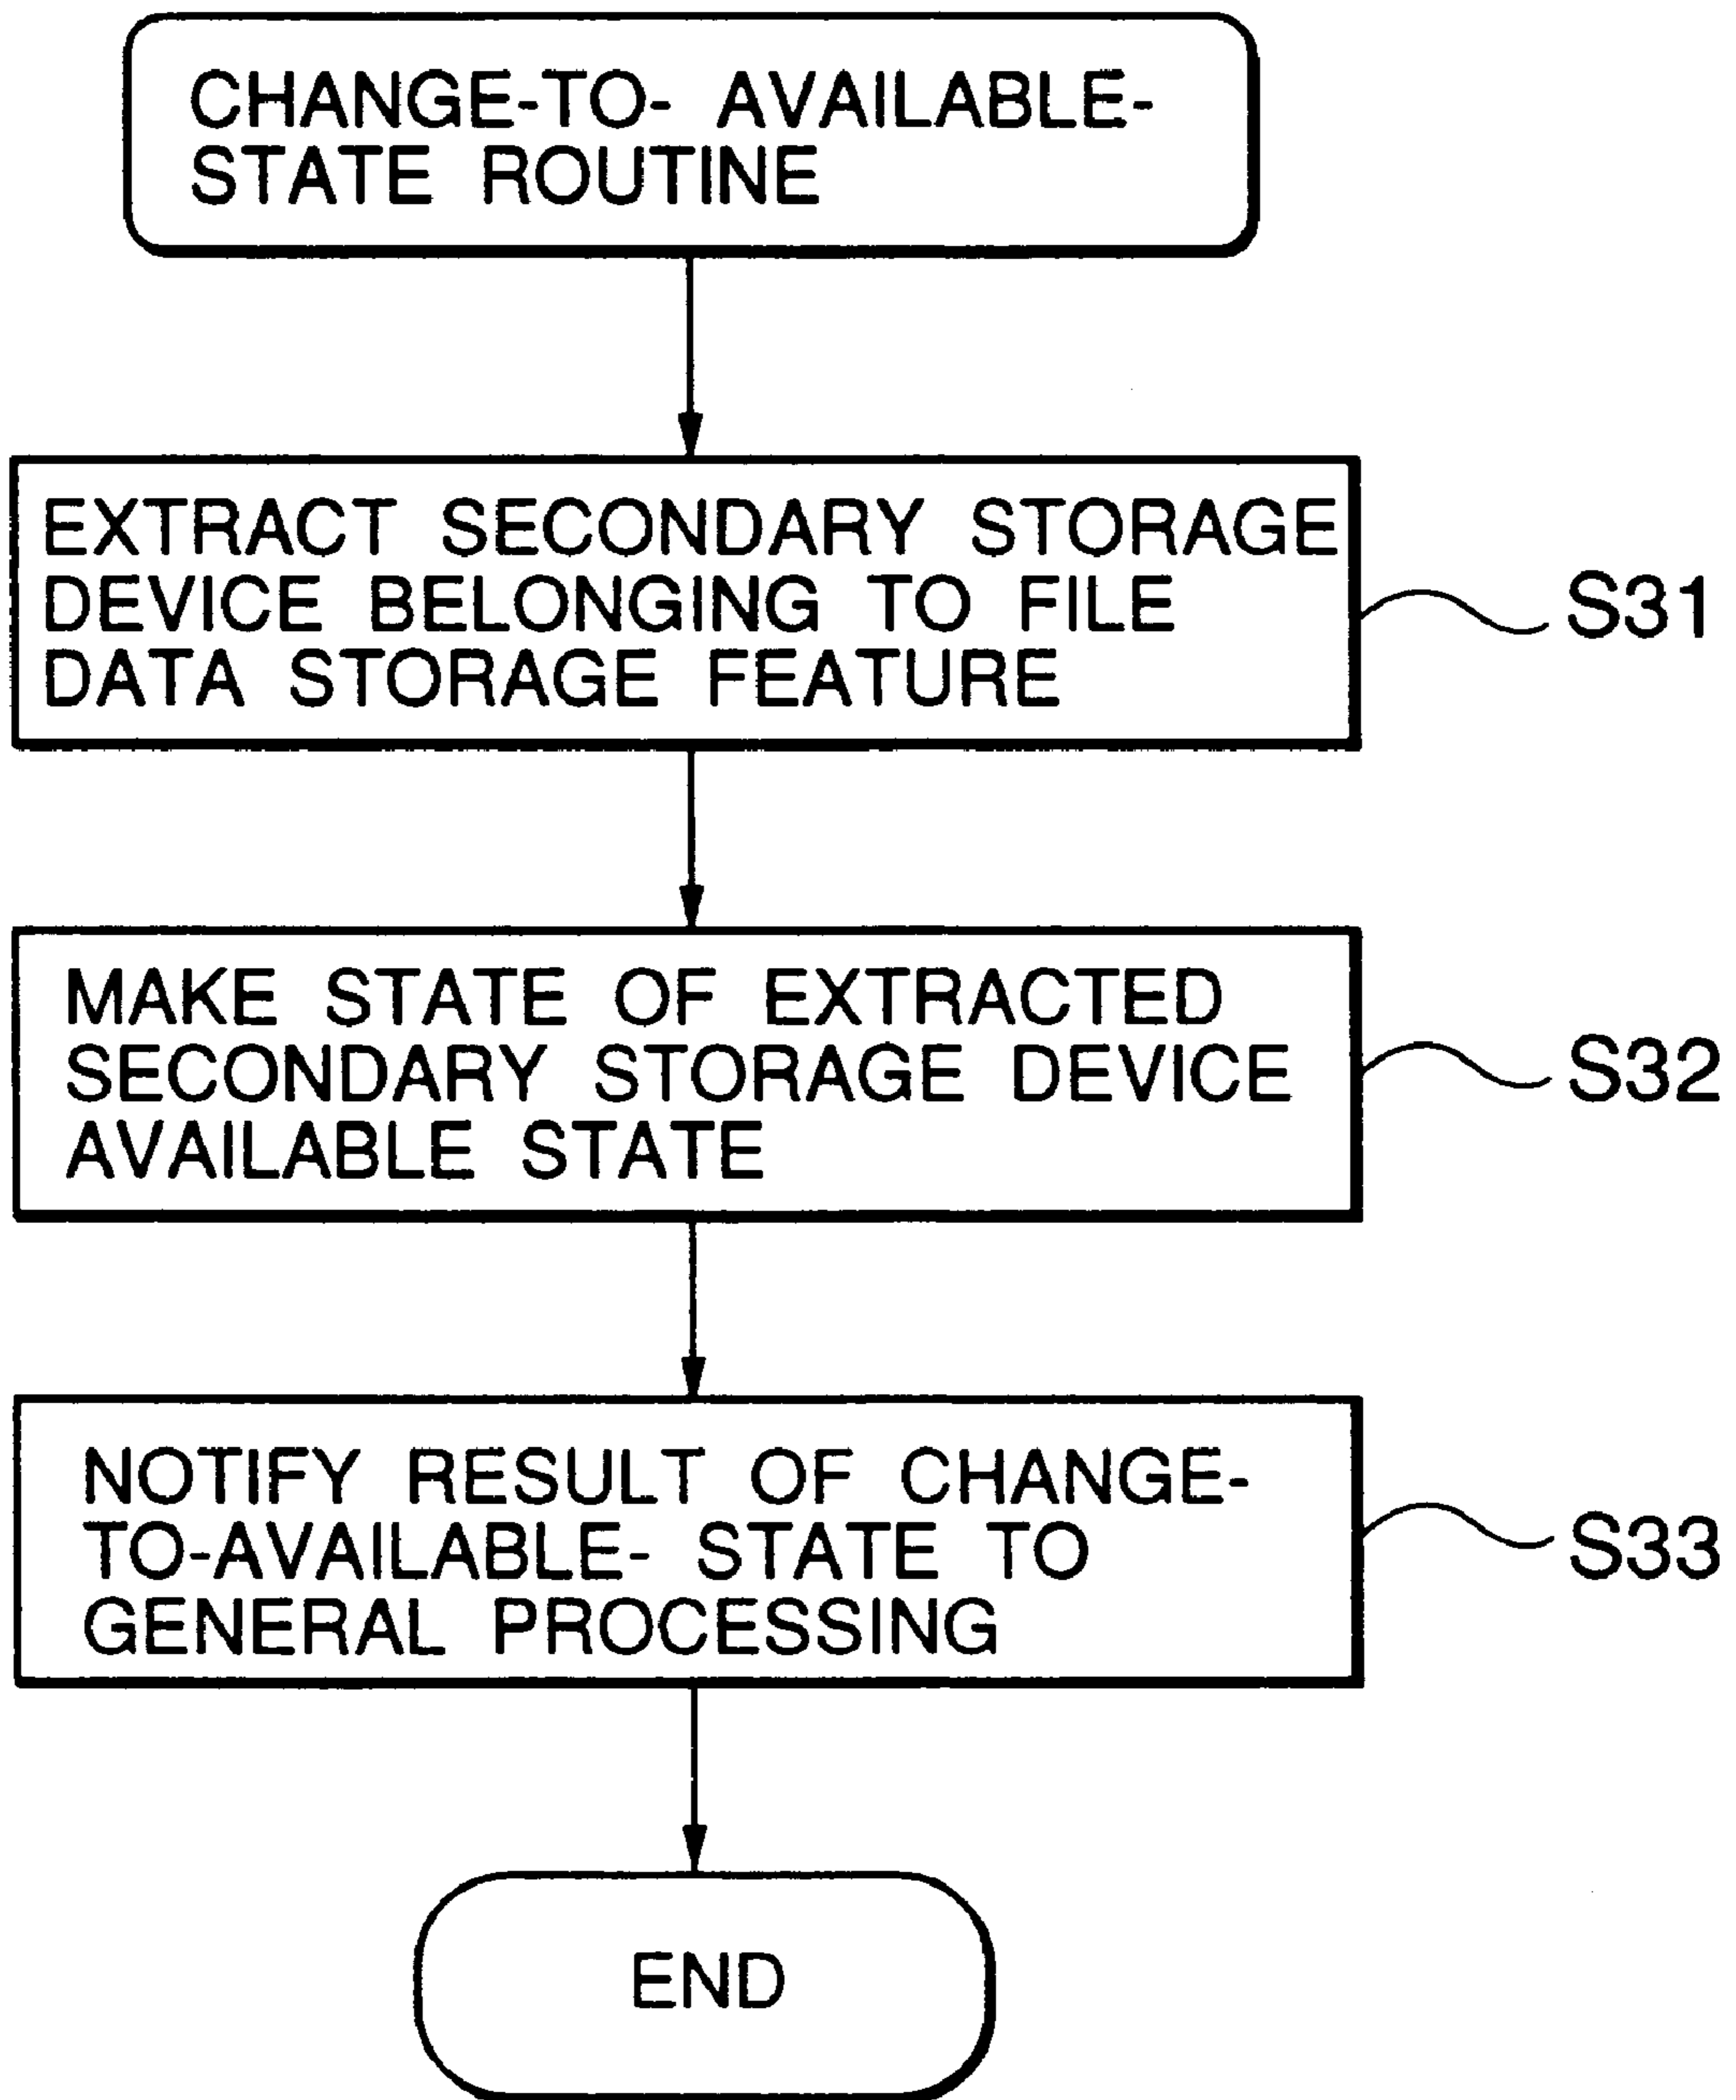 CHANGE-TO- AVAILABLE-
STATE ROUTINE
EXTRACT SECONDARY STORAGE
DEVICE BELONGING TO FILE
DATA STORAGE FEATURE
S31
MAKE STATE OF EXTRACTED
SECONDARY STORAGE DEVICE
AVAILABLE STATE
S32
NOTIFY RESULT OF CHANGE-
TO-AVAILABLE- STATE TO
GENERAL PROCESSING
S33
END